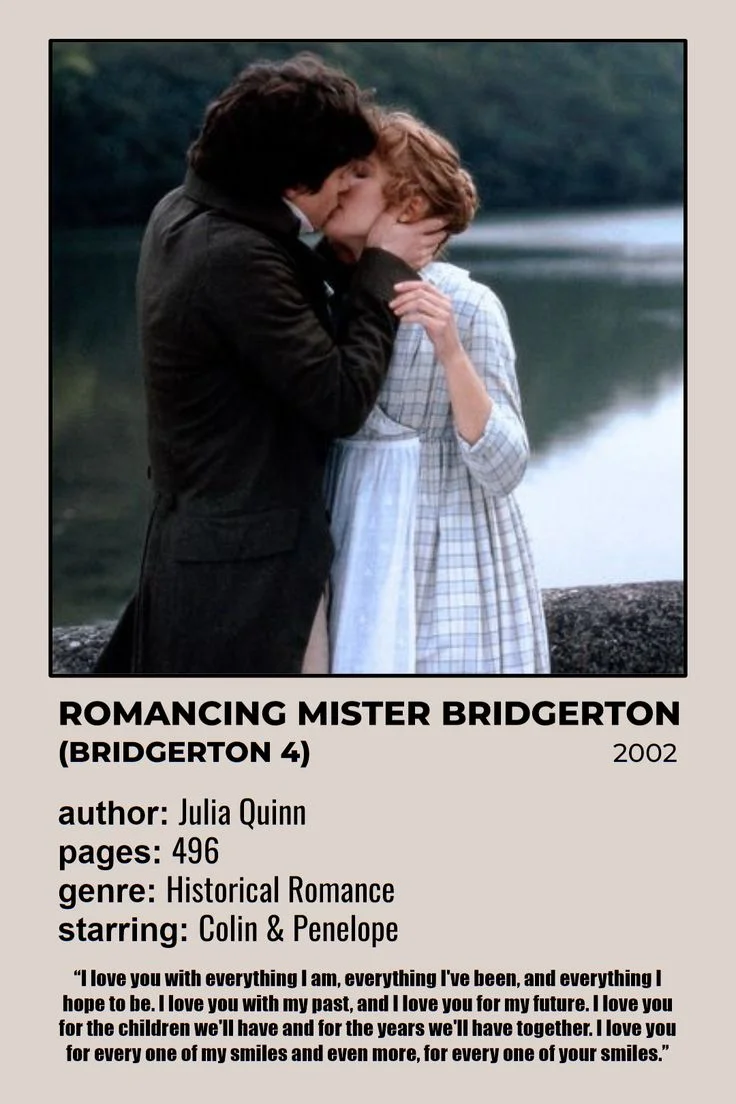 ROMANCING MISTER BRIDGERTON
(BRIDGERTON 4) 2002
author: Julia Quinn
pages: 496
genre: Historical Romance
starring: Colin & Penelope
“I love you with everything I am, everything I've been, and everything I
hope to be. I love you with my past, and I love you for my future. I love you
for the children we'll have and for the years we'll have together. I love you
for every one of my smiles and even more, for every one of your smiles.”